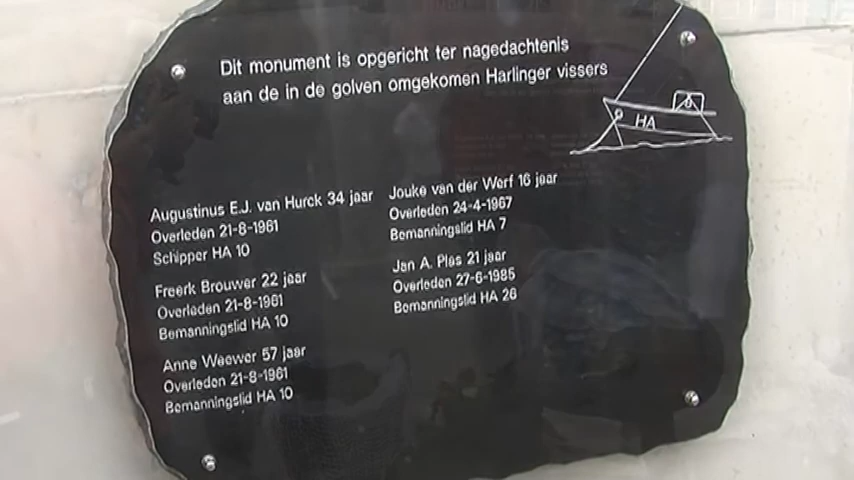 Dit monument is opgericht ter nagedachtenis
aan de in de golven omgekomen Harlinger vissers
HA
Augustinus E.J. van Hurck 34 jaar
Overleden 21-8-1961
Schipper HA 10
Freerk Brouwer 22 jaar
Overleden 21-8-1961
Bemanningslid HA 10
Anne Weewer 57 jaar
Overleden 21-8-1961
Bemanningslid HA 10
Jouke van der Werf 16 jaar
Overleden 24-4-1967
Bemanningslid HA 7
Jan A. Plas 21 jaar
Overleden 27-6-1985
Bemanningslid HA 26